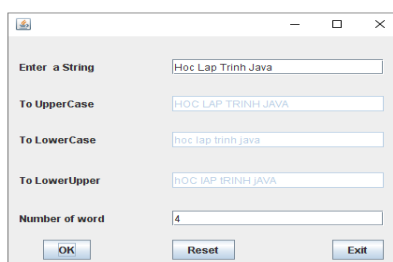 Enter a String Hoc Lap Trinh Java
To UpperCase HOC LAP TRINH JAVA
To LowerCase hoc lap trinh java
To LowerUpper hOC lAP tRINH jAVA
Number of word 4
OK Reset Exit